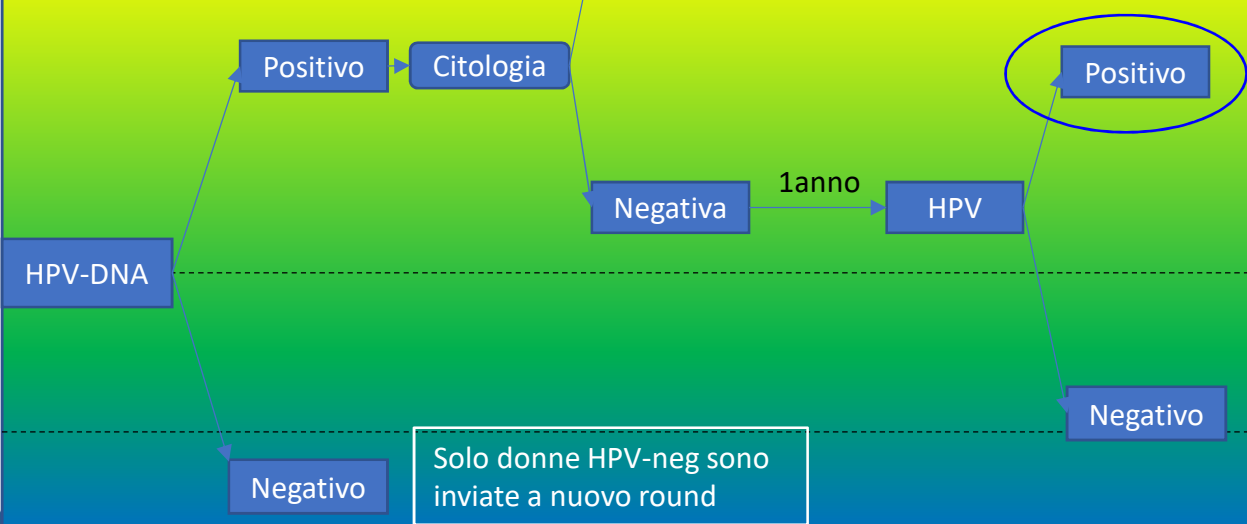 Positivo
Citologia
Positivo
Negativa
1anno
HPV
HPV-DNA
Negativo
Negativo
Solo donne HPV-neg sono
inviate a nuovo round